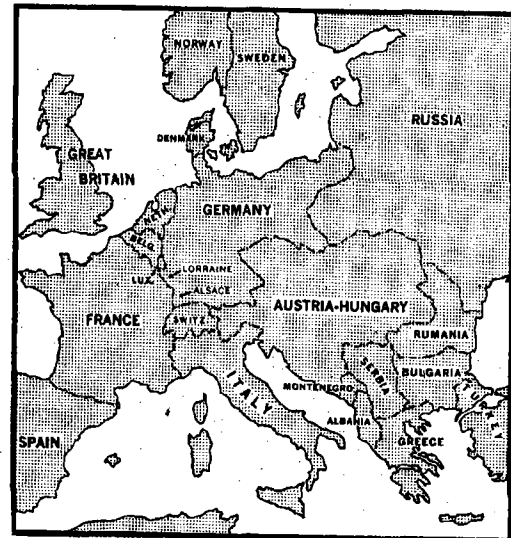 NORWAY
SWEDEN
RUSSIA
DENMARK
GREAT
BRITAIN
NETH.
GERMANY
BELG.
LORRAINE
LUX.
ALSACE
AUSTRIA-HUNGARY
FRANCE
SWITZ.
RUMANIA
ITALY
SERBIA
BULGARIA
MONTENEGRO
TURKEY
ALBANIA
SPAIN
GREECE